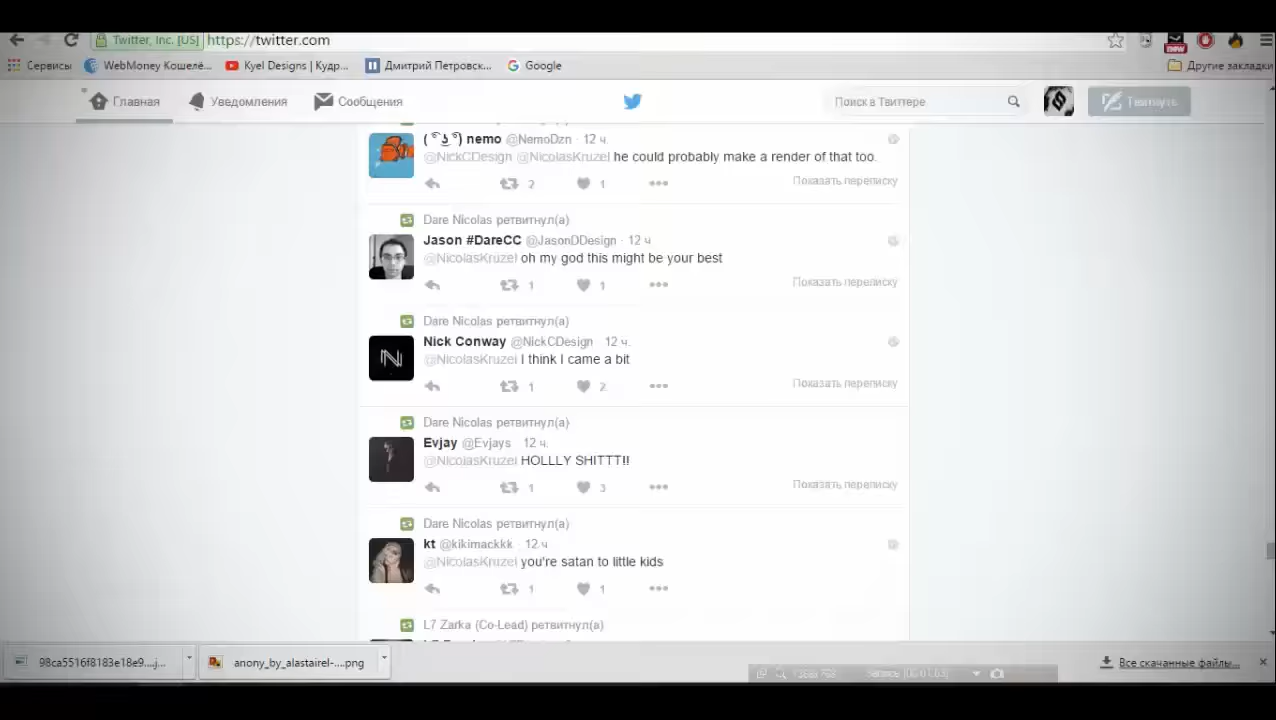 Twitter, Inc. [US] https://twitter.com
Сервисы WebMoney Кошелё... Kyel Designs | Кудр... Дмитрий Петровск... Google Другие закладки
Главная Уведомления Сообщения Поиск в Твиттере Твитнуть
( ͡° ͜ʖ ͡°) nemo @NemoDzn · 12 ч.
@NickCDesign @NicolasKruzel he could probably make a render of that too.
2 1 Показать переписку
Dare Nicolas ретвитнул(а)
Jason #DareCC @JasonDDesign · 12 ч
@NicolasKruzel oh my god this might be your best
1 1 Показать переписку
Dare Nicolas ретвитнул(а)
Nick Conway @NickCDesign 12 ч.
@NicolasKruzel I think I came a bit
1 2 Показать переписку
Dare Nicolas ретвитнул(а)
Evjay @Evjays · 12 ч.
@NicolasKruzel HOLLLY SHITTT!!
1 3 Показать переписку
Dare Nicolas ретвитнул(а)
kt @kikimackkk · 12 ч
@NicolasKruzel you're satan to little kids
1 1
L7 Zarka (Co-Lead) ретвитнул(а)
98ca5516f8183e18e9....j... anony_by_alastairel-....png Все скачанные файлы...